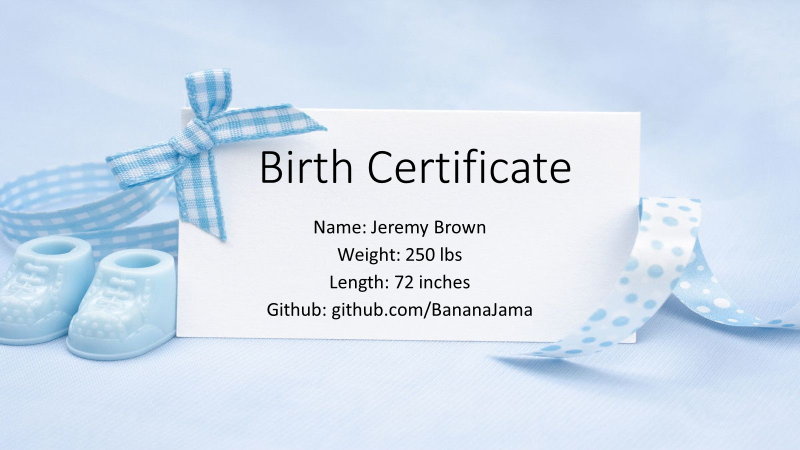 Birth Certificate
Name: Jeremy Brown
Weight: 250 lbs
Length: 72 inches
Github: github.com/BananaJama